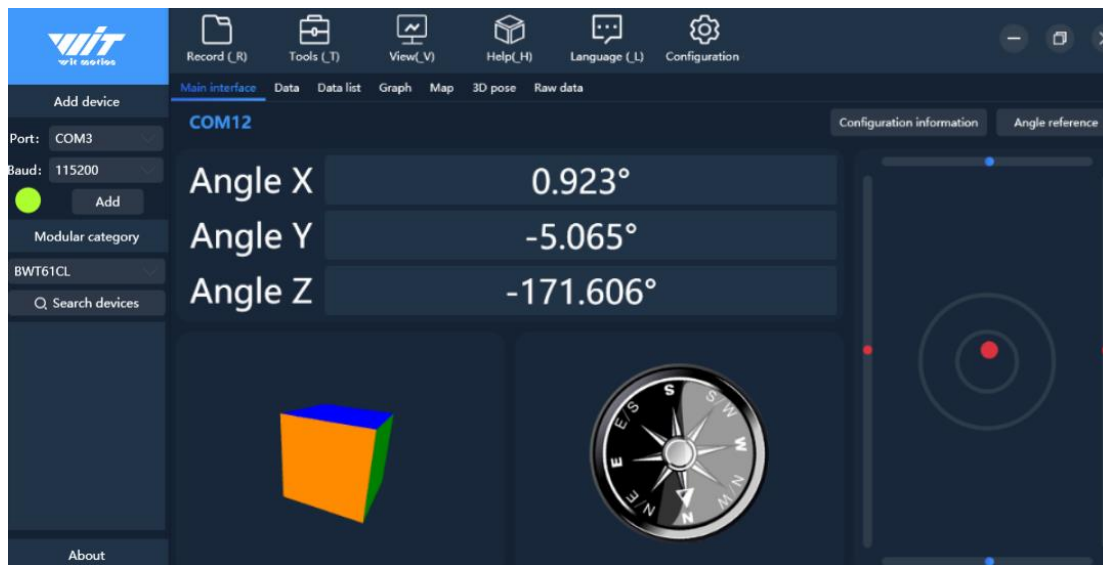 WIT
wit motion
Record (_R)
Tools (_T)
View(_V)
Help(_H)
Language (_L)
Configuration
Add device
Main interface
Data
Data list
Graph
Map
3D pose
Raw data
Port:
COM3
COM12
Configuration information
Angle reference
Baud:
115200
Add
Angle X
0.923°
Modular category
Angle Y
-5.065°
BWT61CL
Search devices
Angle Z
-171.606°
S
S/W
W
N/W
N
N/E
E
E/S
About